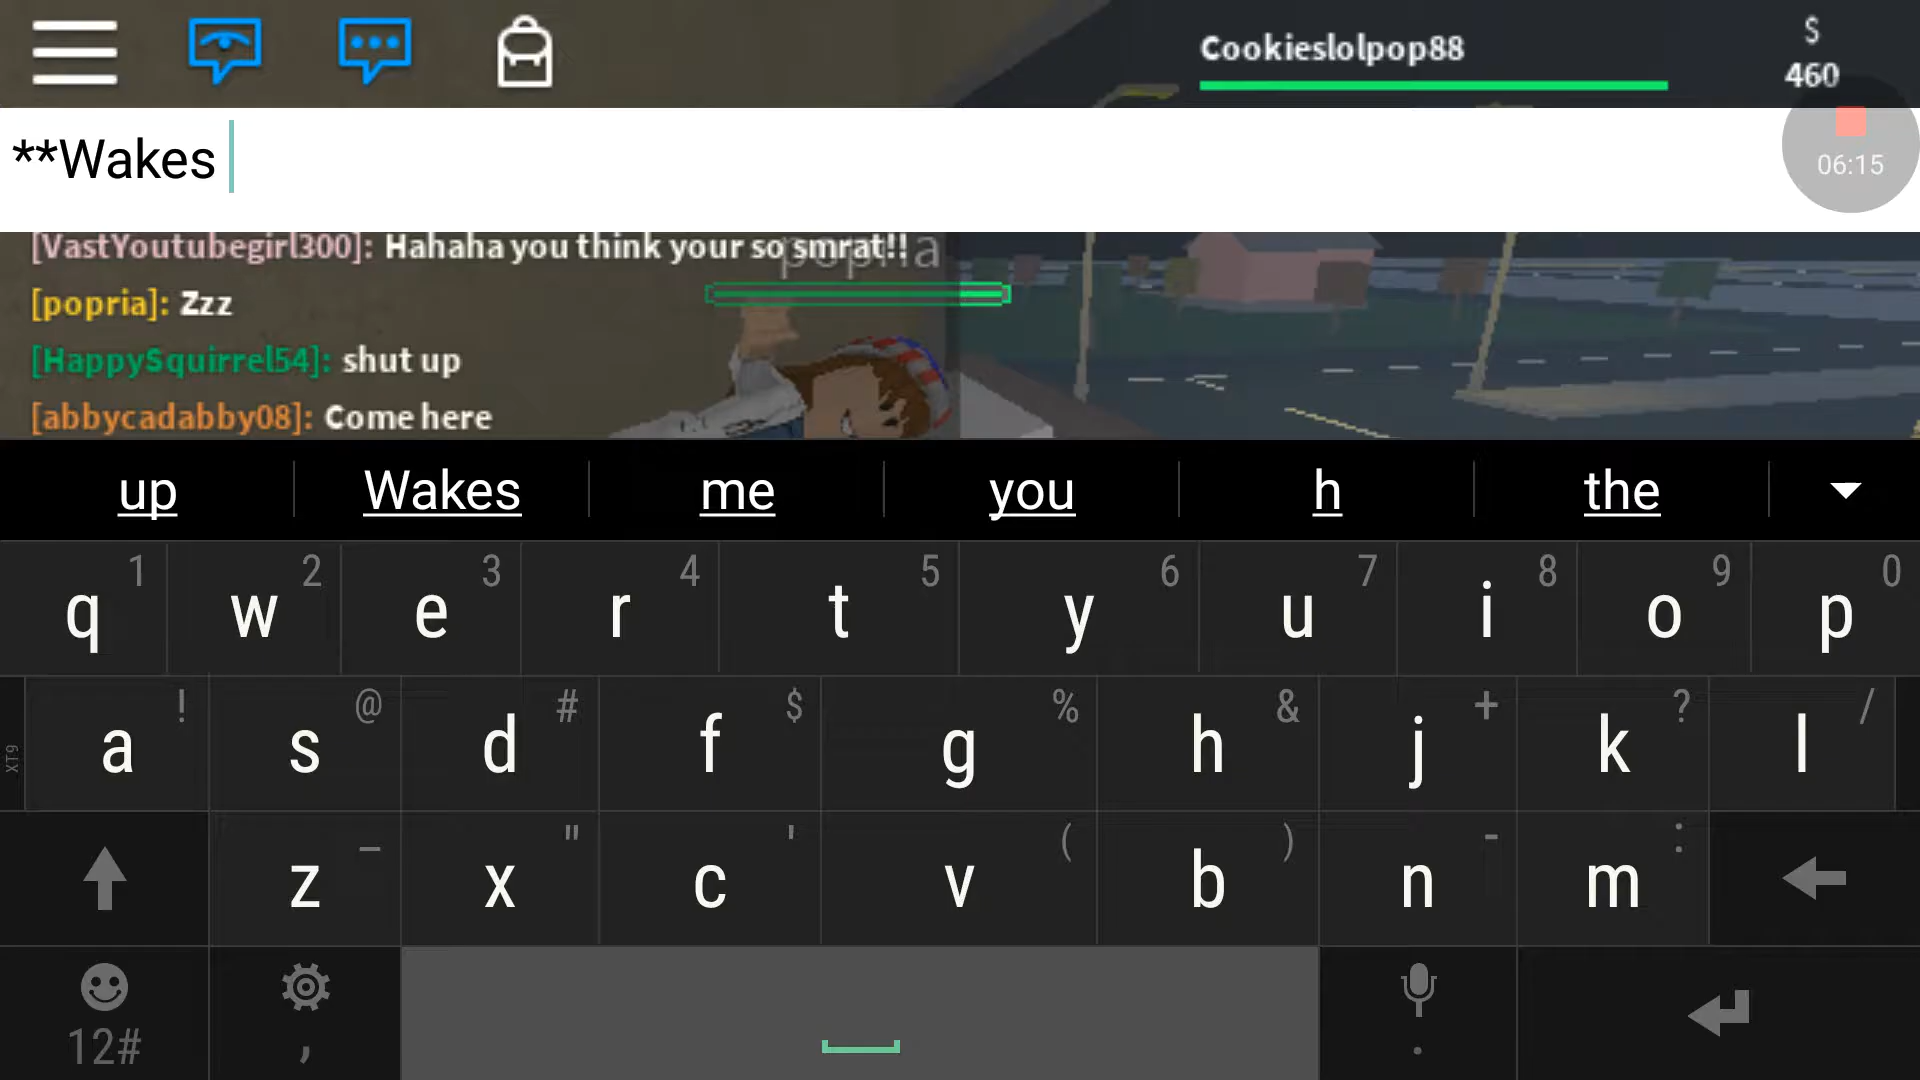 Cookieslolpop88
$
460
**Wakes
06:15
[VastYoutubegirl300]: Hahaha you think your so smrat!!
popria
[popria]: Zzz
[HappySquirrel54]: shut up
[abbycadabby08]: Come here
up Wakes me you h the
1 2 3 4 5 6 7 8 9 0
q w e r t y u i o p
! @ # $ % & + ? /
XT9 a s d f g h j k l
_ " ' ( ) - :
z x c v b n m
12# , .